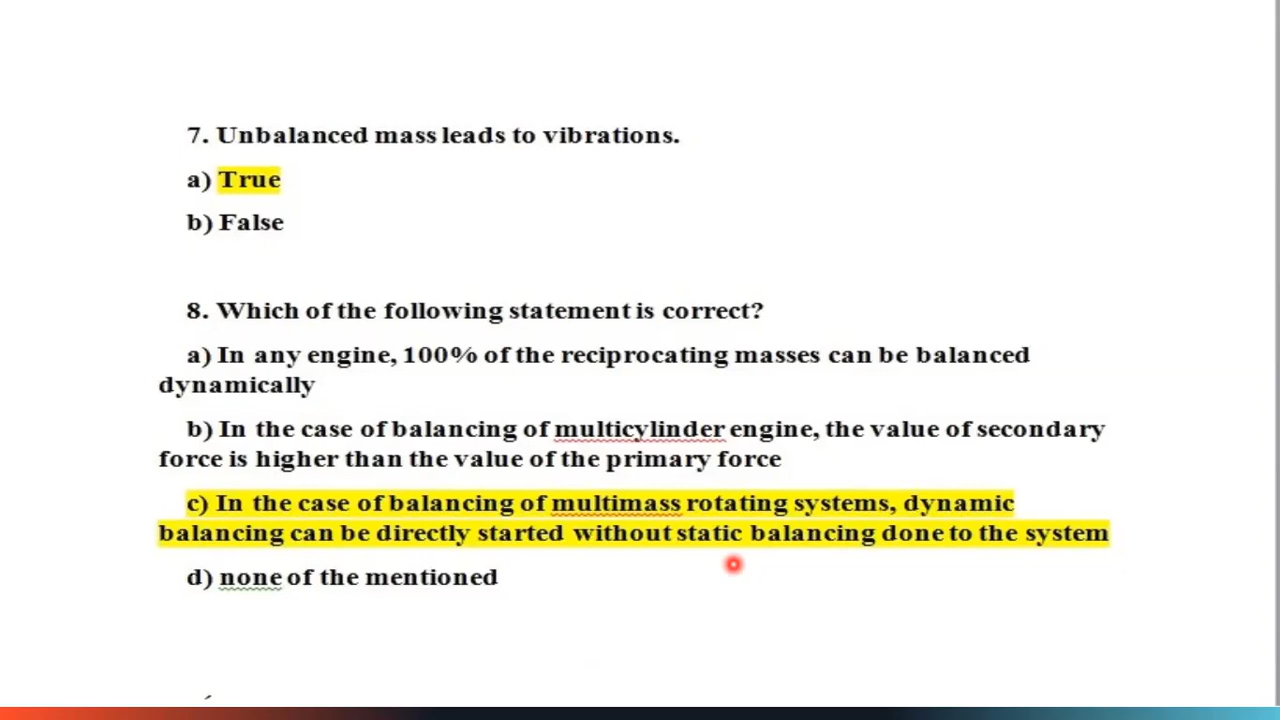 7. Unbalanced mass leads to vibrations.
a) True
b) False
8. Which of the following statement is correct?
a) In any engine, 100% of the reciprocating masses can be balanced
dynamically
b) In the case of balancing of multicylinder engine, the value of secondary
force is higher than the value of the primary force
c) In the case of balancing of multimass rotating systems, dynamic
balancing can be directly started without static balancing done to the system
d) none of the mentioned